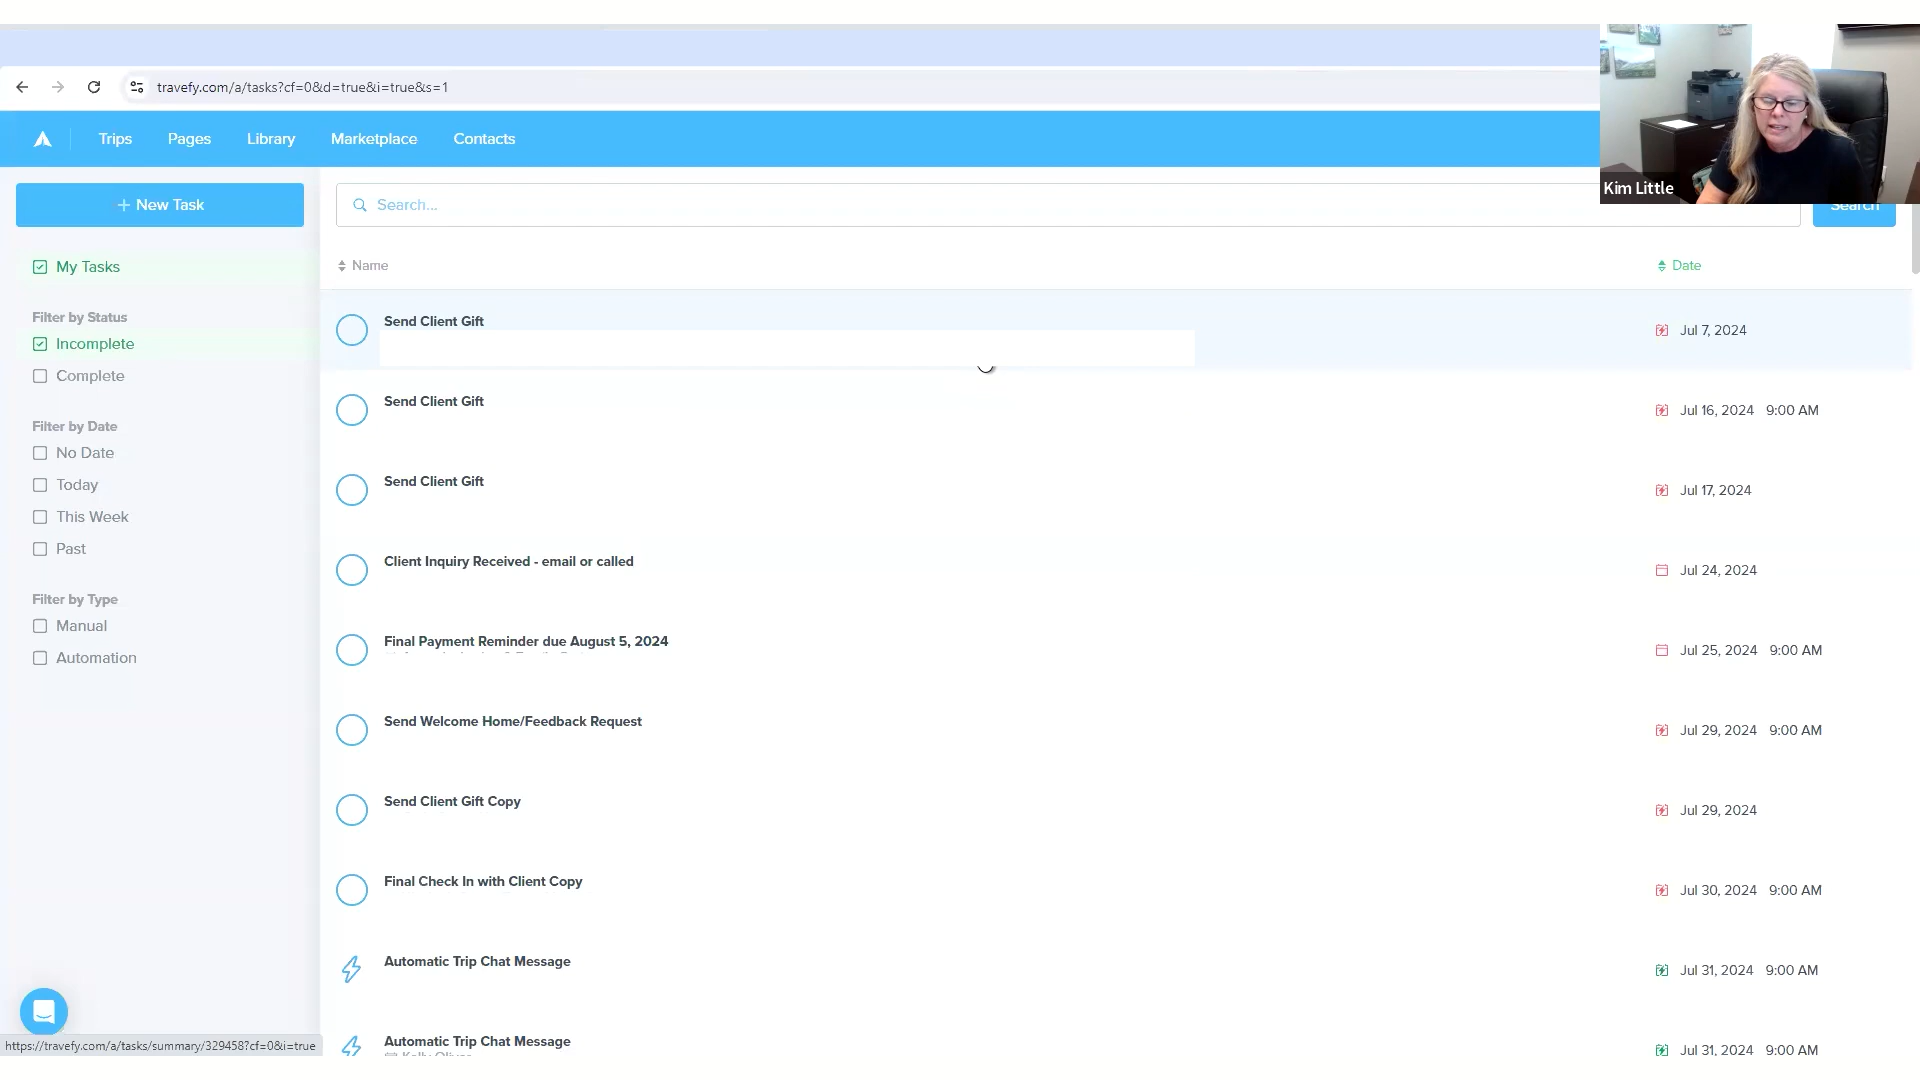 travefy.com/a/tasks?cf=0&d=true&i=true&s=1
Trips Pages Library Marketplace Contacts
Kim Little
+ New Task
Search...
Search
My Tasks
Name Date
Filter by Status
Incomplete
Complete
Filter by Date
No Date
Today
This Week
Past
Filter by Type
Manual
Automation
Send Client Gift Jul 7, 2024
Send Client Gift Jul 16, 2024 9:00 AM
Send Client Gift Jul 17, 2024
Client Inquiry Received - email or called Jul 24, 2024
Final Payment Reminder due August 5, 2024 Jul 25, 2024 9:00 AM
Send Welcome Home/Feedback Request Jul 29, 2024 9:00 AM
Send Client Gift Copy Jul 29, 2024
Final Check In with Client Copy Jul 30, 2024 9:00 AM
Automatic Trip Chat Message Jul 31, 2024 9:00 AM
Automatic Trip Chat Message Jul 31, 2024 9:00 AM
https://travefy.com/a/tasks/summary/329458?cf=0&i=true